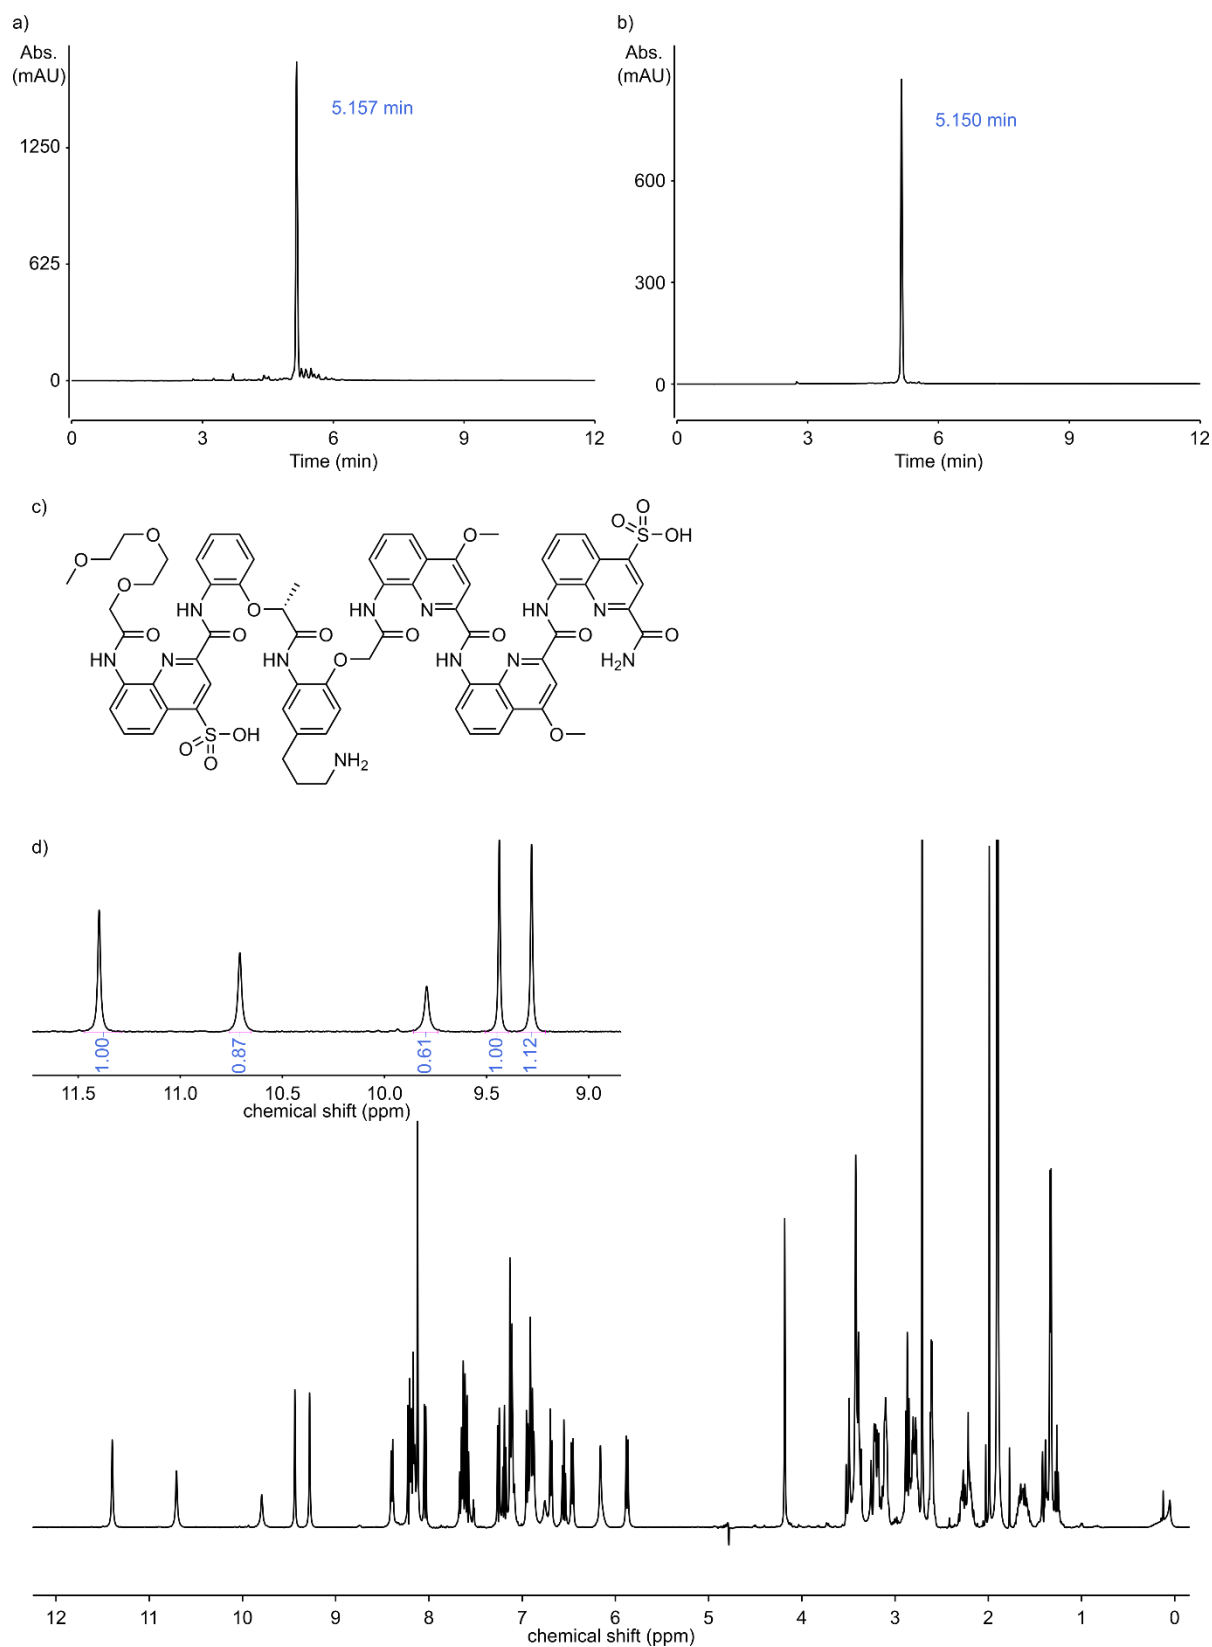 a)
Abs.
(mAU)
5.157 min
1250
625
0
0 3 6 9 12
Time (min)
b)
Abs.
(mAU)
5.150 min
600
300
0
0 3 6 9 12
Time (min)
c)
O O
O OH
O O S
O O
HN O O HN N HN N
O O O O O
HN N HN O HN N H₂N
O S OH O
O NH₂
d)
1.00 0.87 0.61 1.00 1.12
11.5 11.0 10.5 10.0 9.5 9.0
chemical shift (ppm)
12 11 10 9 8 7 6 5 4 3 2 1 0
chemical shift (ppm)